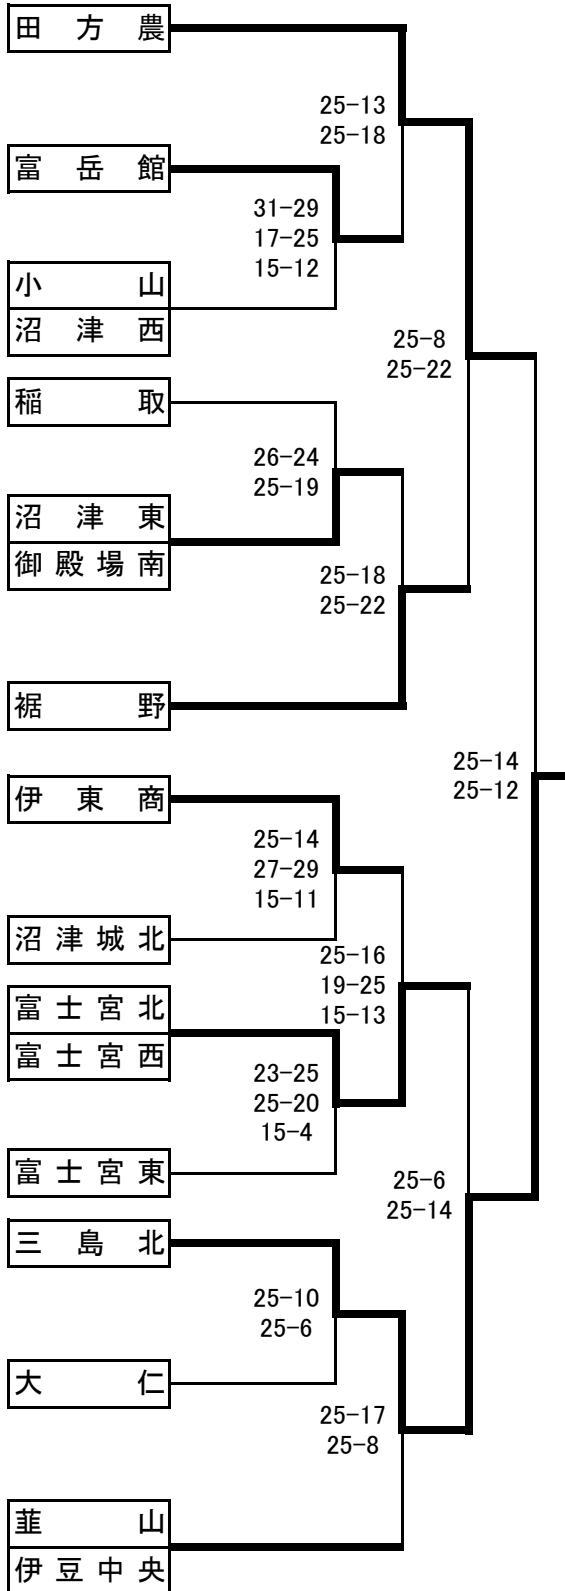 田方農
25-13
25-18
富岳館
31-29
17-25
15-12
小山
沼津西
25-8
25-22
稲取
26-24
25-19
沼津東
御殿場南
25-18
25-22
裾野
25-14
25-12
伊東商
25-14
27-29
15-11
沼津城北
25-16
19-25
15-13
富士宮北
富士宮西
23-25
25-20
15-4
富士宮東
25-6
25-14
三島北
25-10
25-6
大仁
25-17
25-8
韮山
伊豆中央